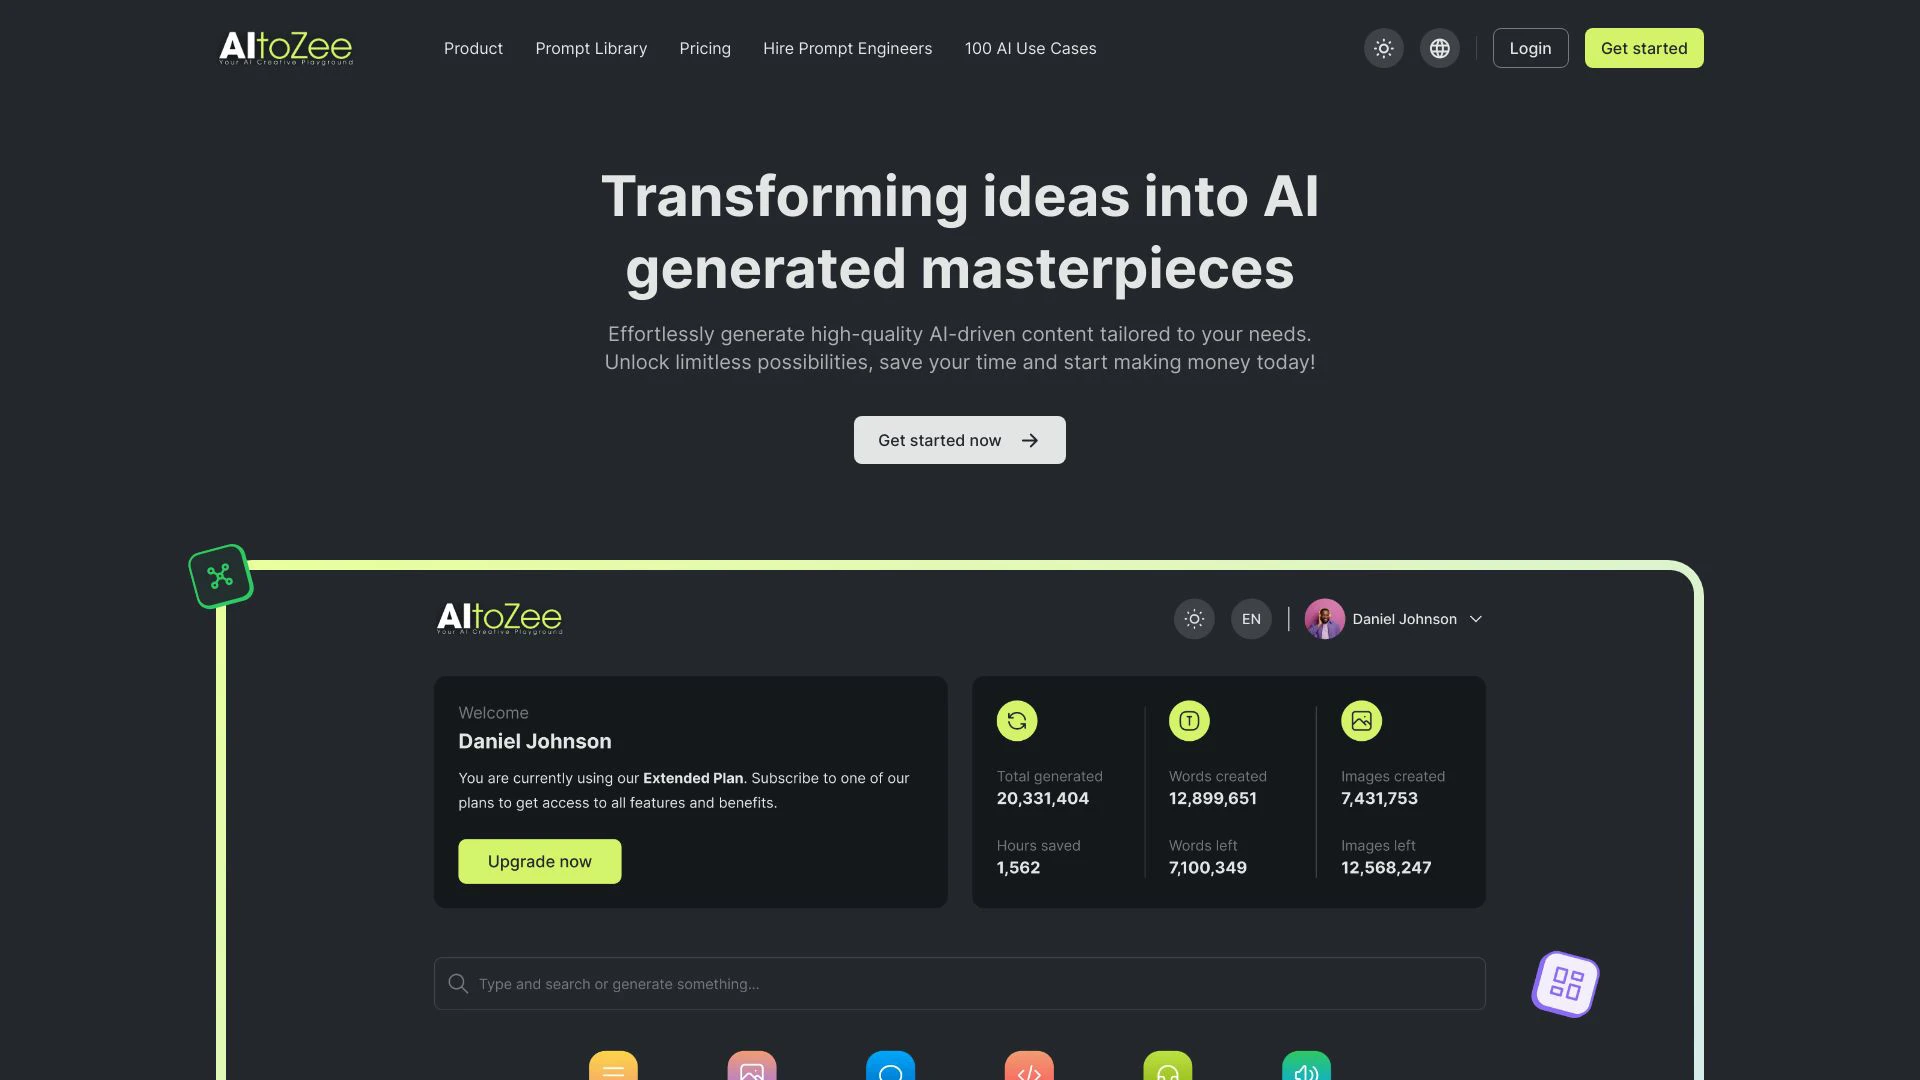 AItoZee
Your AI Creative Playground
Product
Prompt Library
Pricing
Hire Prompt Engineers
100 AI Use Cases
Login
Get started
Transforming ideas into AI
generated masterpieces
Effortlessly generate high-quality AI-driven content tailored to your needs.
Unlock limitless possibilities, save your time and start making money today!
Get started now
AItoZee
Your AI Creative Playground
EN
Daniel Johnson
Welcome
Daniel Johnson
You are currently using our Extended Plan. Subscribe to one of our
plans to get access to all features and benefits.
Upgrade now
T
Total generated
Words created
Images created
20,331,404
12,899,651
7,431,753
Hours saved
Words left
Images left
1,562
7,100,349
12,568,247
Type and search or generate something...